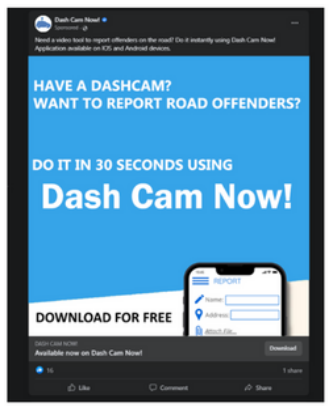 Dash Cam Now!
Sponsored ·
Need a video tool to report offenders on the road? Do it instantly using Dash Cam Now!
Application available on IOS and Android devices.
HAVE A DASHCAM?
WANT TO REPORT ROAD OFFENDERS?
DO IT IN 30 SECONDS USING
Dash Cam Now!
REPORT
Name:
Address:
Attach File...
DOWNLOAD FOR FREE
DASH CAM NOW!
Available now on Dash Cam Now!
Download
16
1 share
Like
Comment
Share